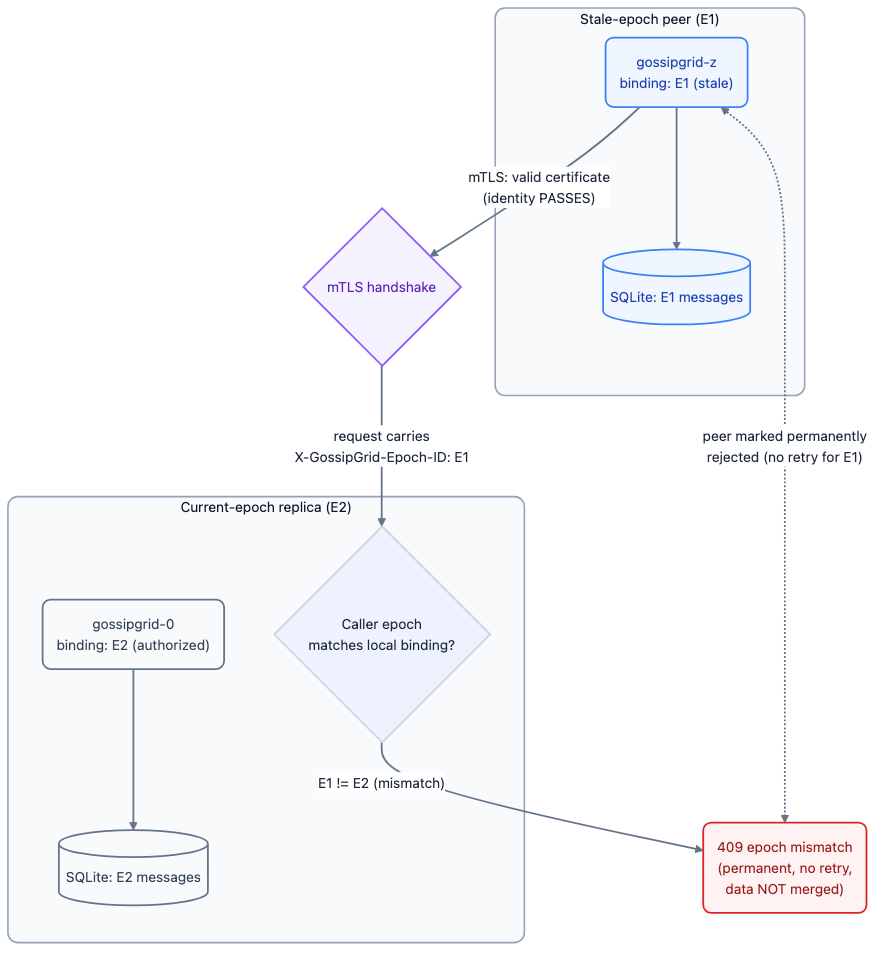 Stale-epoch peer (E1)
gossipgrid-z
binding: E1 (stale)
mTLS: valid certificate
(identity PASSES)
mTLS handshake
SQLite: E1 messages
request carries
X-GossipGrid-Epoch-ID: E1
peer marked permanently
rejected (no retry for E1)
Current-epoch replica (E2)
gossipgrid-0
binding: E2 (authorized)
Caller epoch
matches local binding?
E1 != E2 (mismatch)
SQLite: E2 messages
409 epoch mismatch
(permanent, no retry,
data NOT merged)